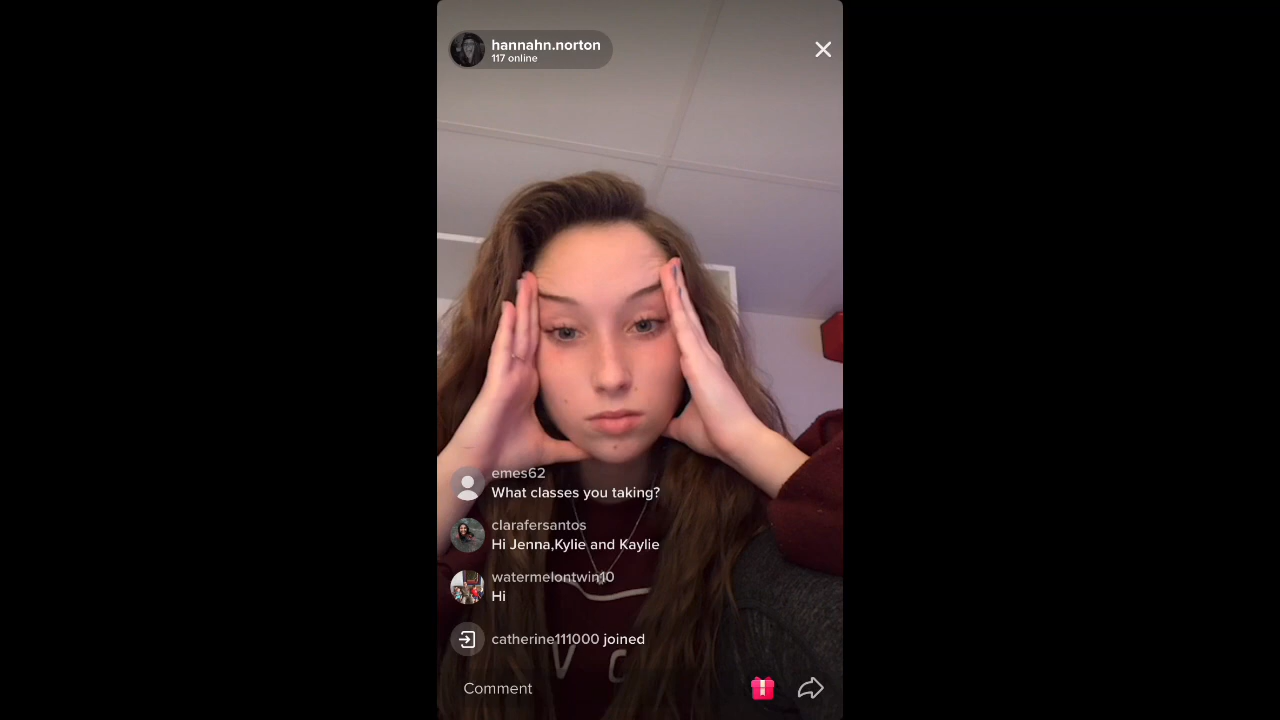 hannahn.norton
117 online
emes62
What classes you taking?
clarafersantos
Hi Jenna,Kylie and Kaylie
watermelontwin10
Hi
catherine111000 joined
Comment